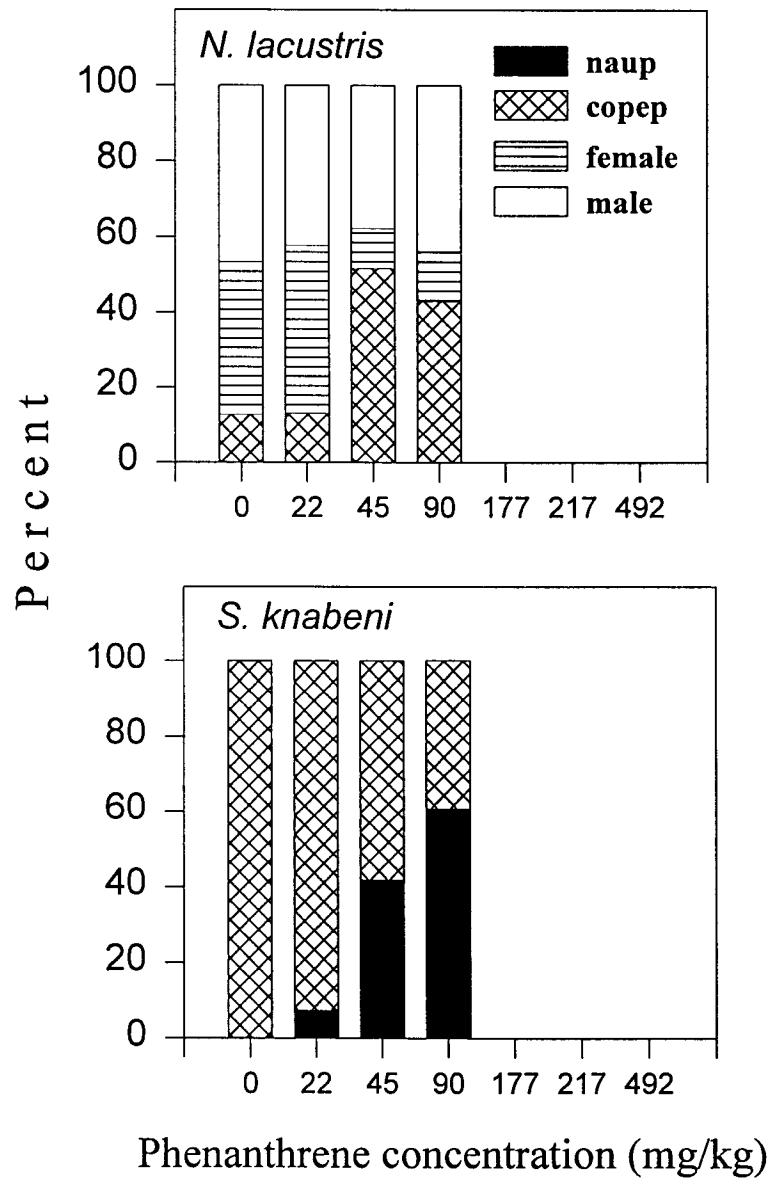 N. lacustris
naup
copep
female
male
100
80
60
40
20
0
0 22 45 90 177 217 492
Percent
S. knabeni
100
80
60
40
20
0
0 22 45 90 177 217 492
Phenanthrene concentration (mg/kg)